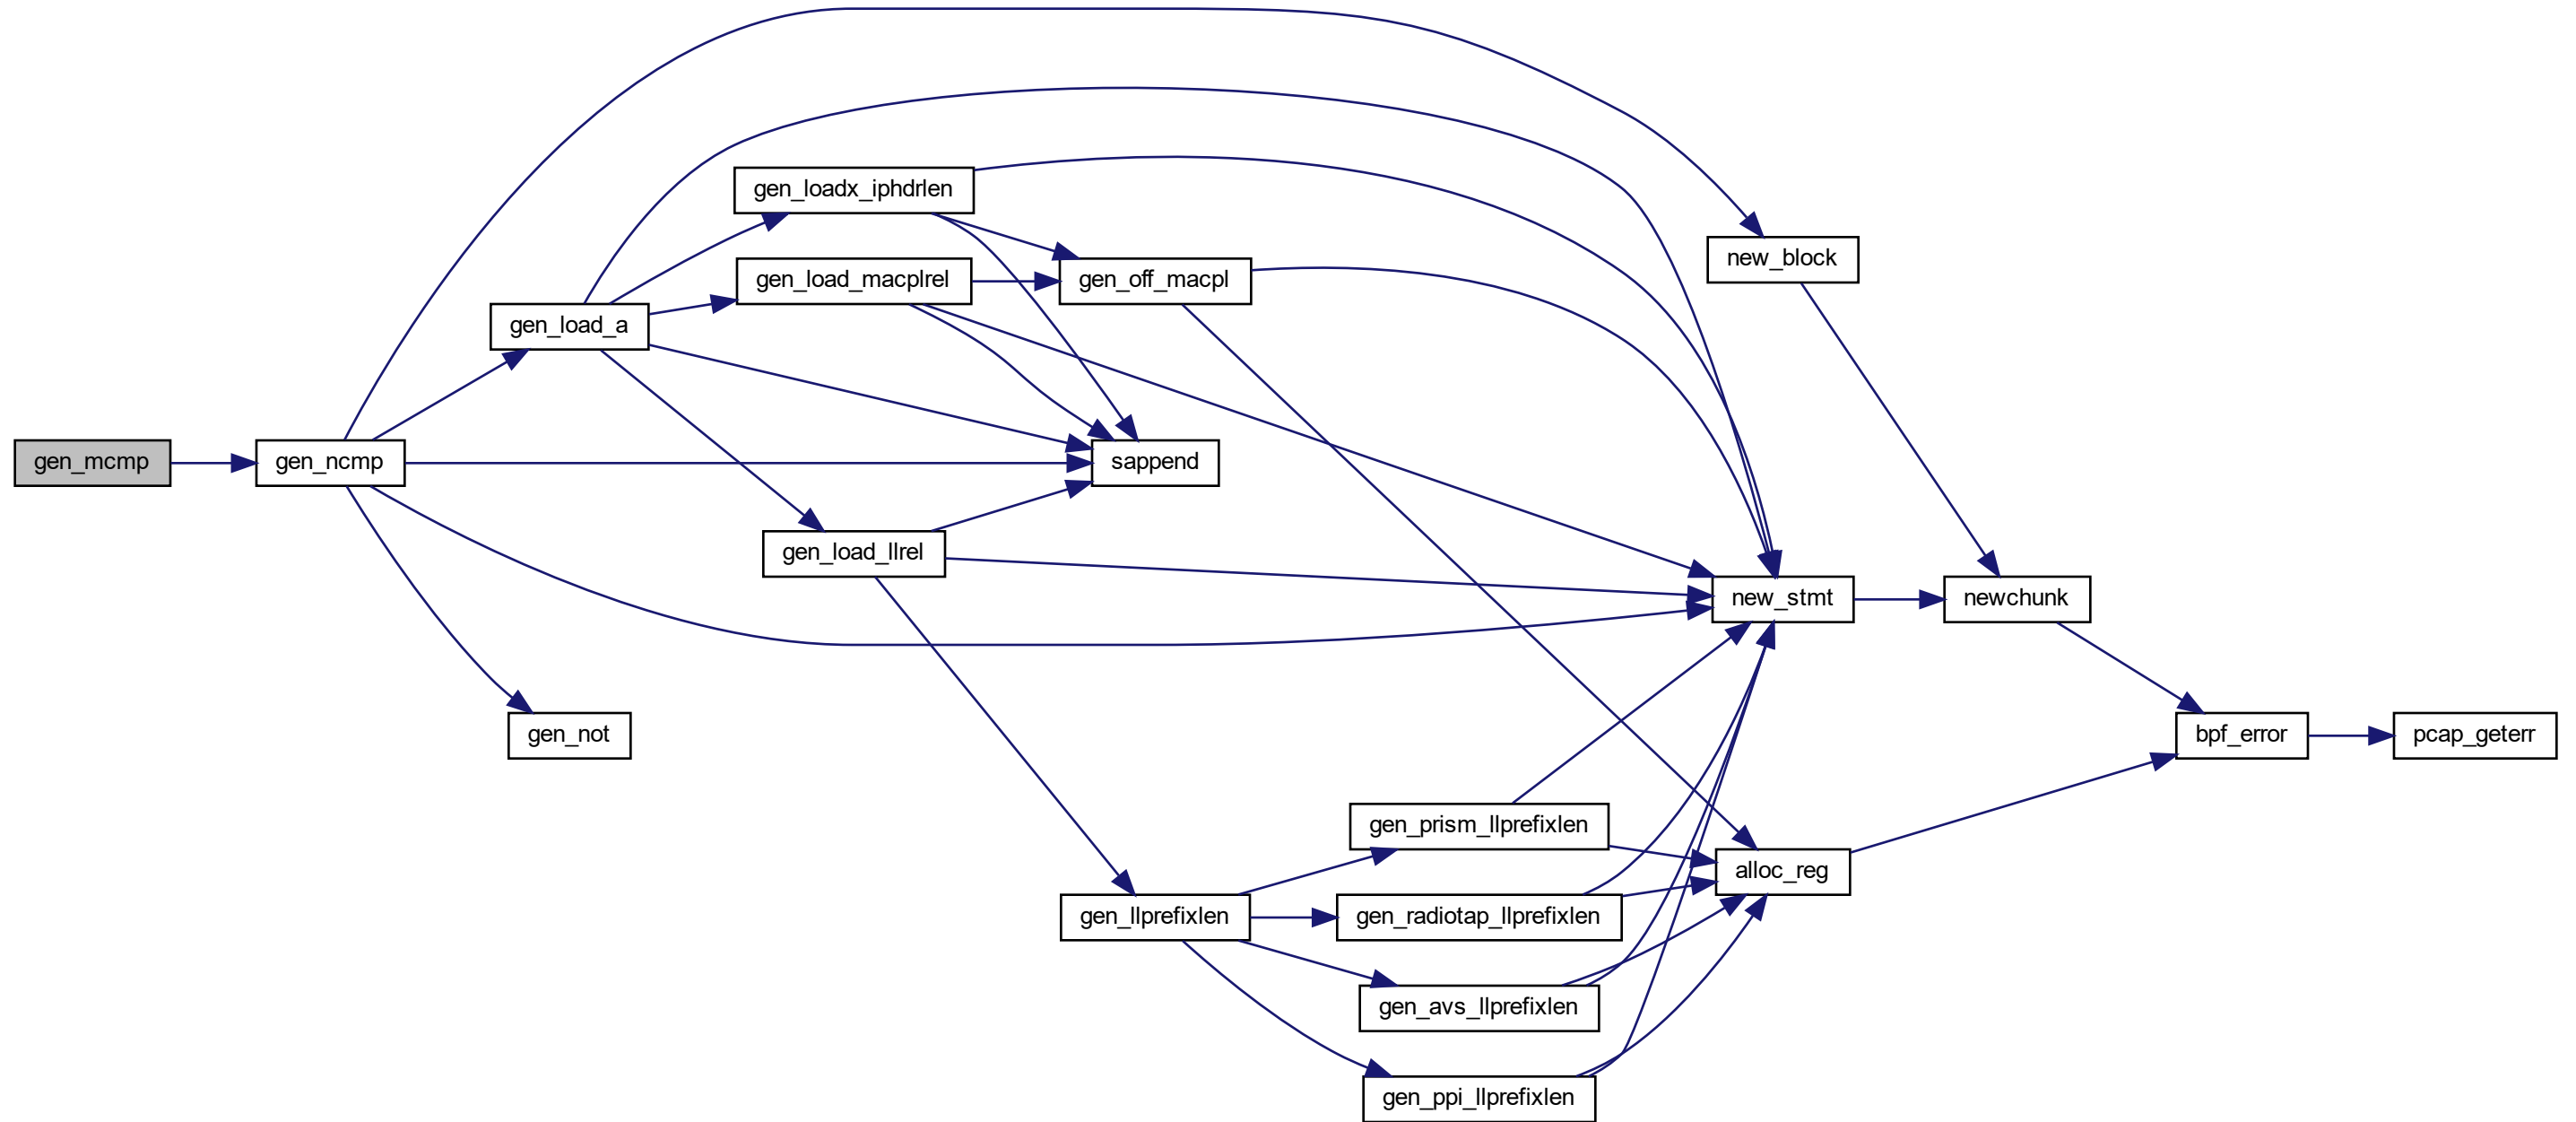 gen_mcmp
gen_ncmp
gen_load_a
gen_loadx_iphdrlen
gen_load_macplrel
gen_off_macpl
sappend
gen_load_llrel
gen_not
gen_llprefixlen
gen_prism_llprefixlen
gen_radiotap_llprefixlen
gen_avs_llprefixlen
gen_ppi_llprefixlen
new_block
new_stmt
alloc_reg
newchunk
bpf_error
pcap_geterr